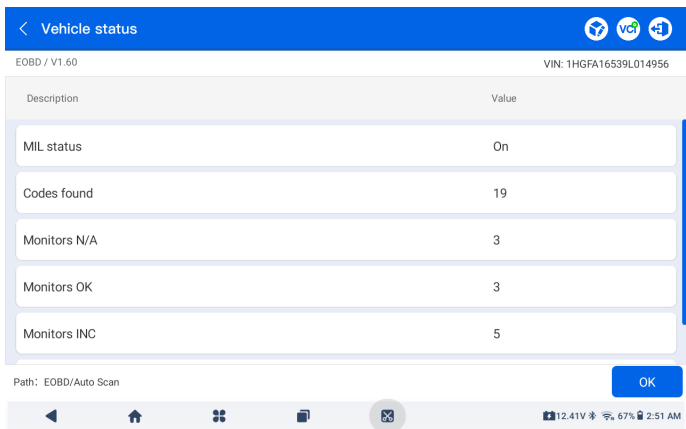 Vehicle status
VCI
EOBD / V1.60 VIN: 1HGFA16539L014956
Description Value
MIL status On
Codes found 19
Monitors N/A 3
Monitors OK 3
Monitors INC 5
Path: EOBD/Auto Scan OK
12.41V 67% 2:51 AM